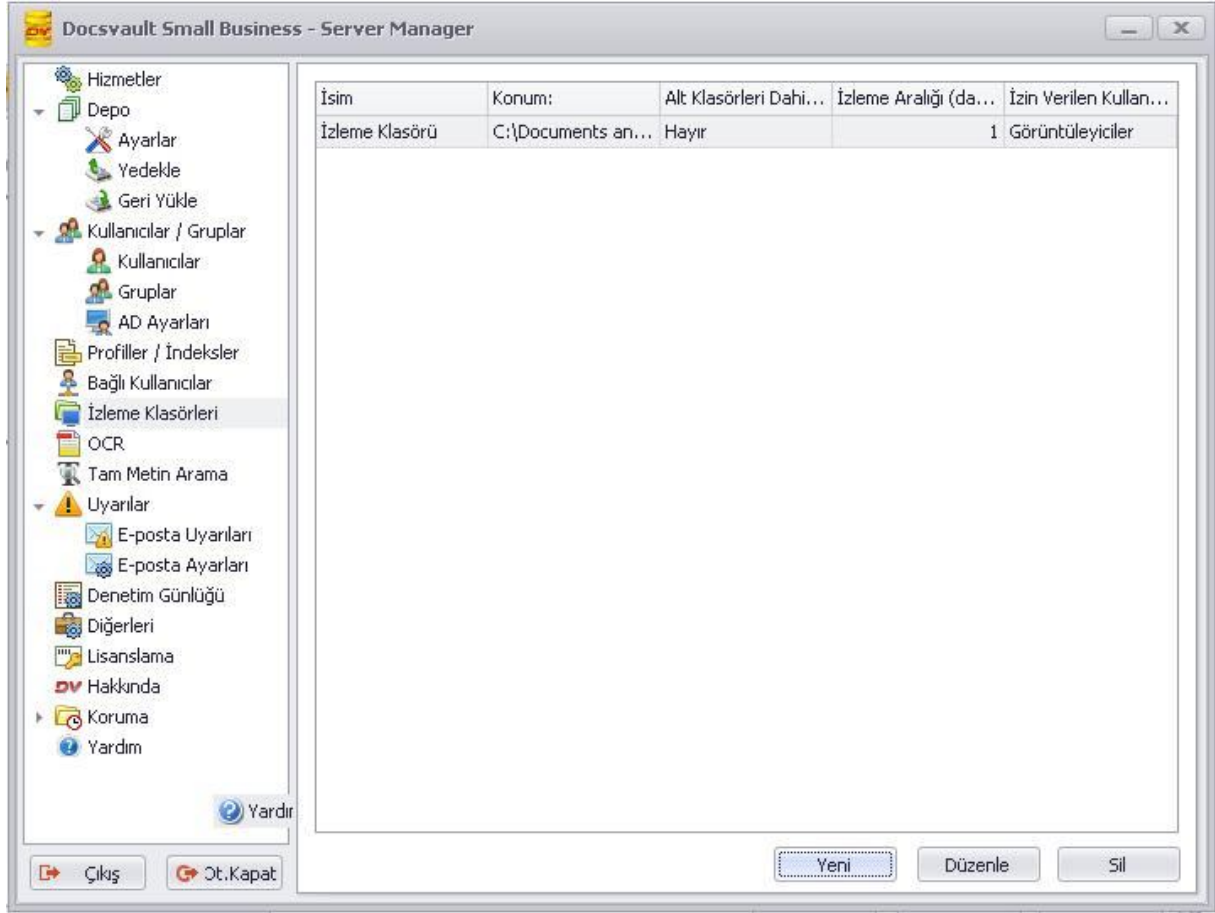 Docsvault Small Business - Server Manager
Hizmetler
Depo
Ayarlar
Yedekle
Geri Yükle
Kullanıcılar / Gruplar
Kullanıcılar
Gruplar
AD Ayarları
Profiller / İndeksler
Bağlı Kullanıcılar
İzleme Klasörleri
OCR
Tam Metin Arama
Uyarılar
E-posta Uyarıları
E-posta Ayarları
Denetim Günlüğü
Diğerleri
Lisanslama
DV Hakkında
Koruma
Yardım
Yardır
Çıkış Ot.Kapat
İsim Konum: Alt Klasörleri Dahi... İzleme Aralığı (da... İzin Verilen Kullan...
İzleme Klasörü C:\Documents an... Hayır 1 Görüntüleyiciler
Yeni Düzenle Sil